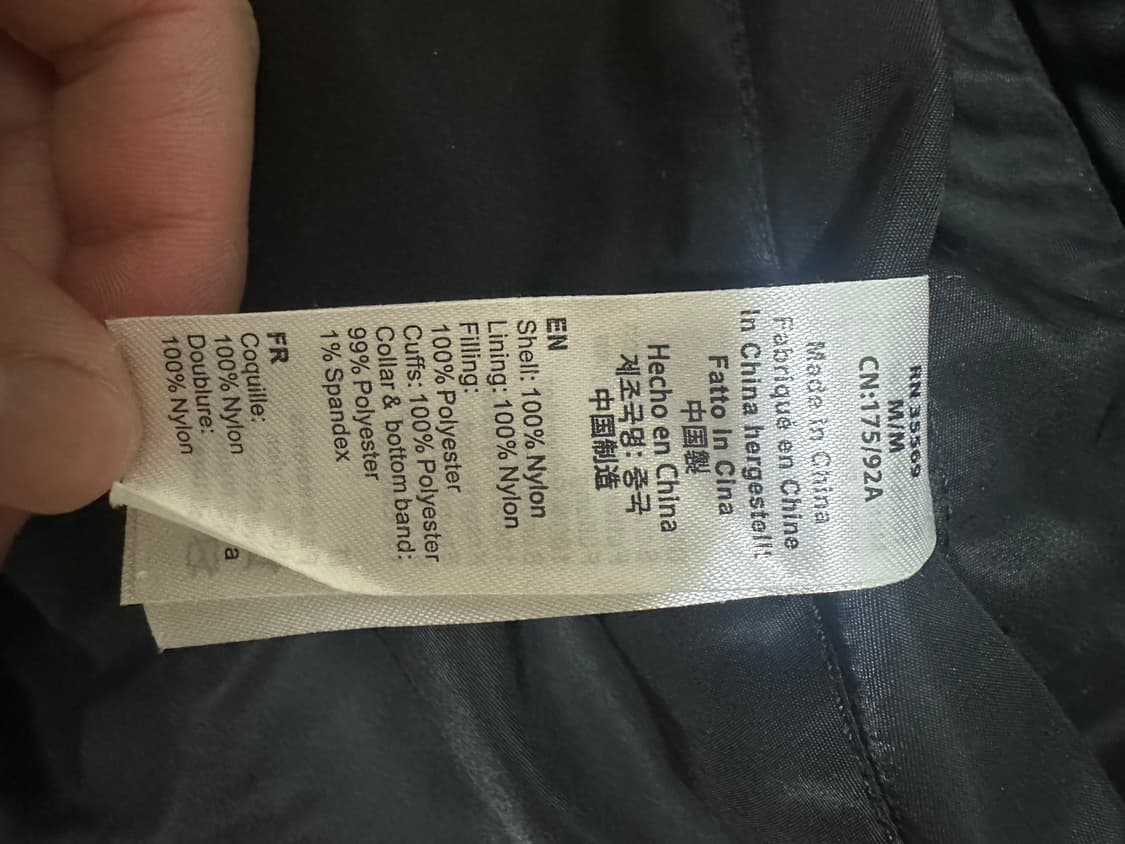 RN 35569
M/M
CN:175/92A
Made in China
Fabriqué en Chine
In China hergestellt
Fatto in Cina
中国製
Hecho en China
제조국명: 중국
中国制造
EN
Shell: 100% Nylon
Lining: 100% Nylon
Filling:
100% Polyester
Cuffs: 100% Polyester
Collar & bottom band:
99% Polyester
1% Spandex
FR
Coquille:
100% Nylon
Doublure:
100% Nylon
a